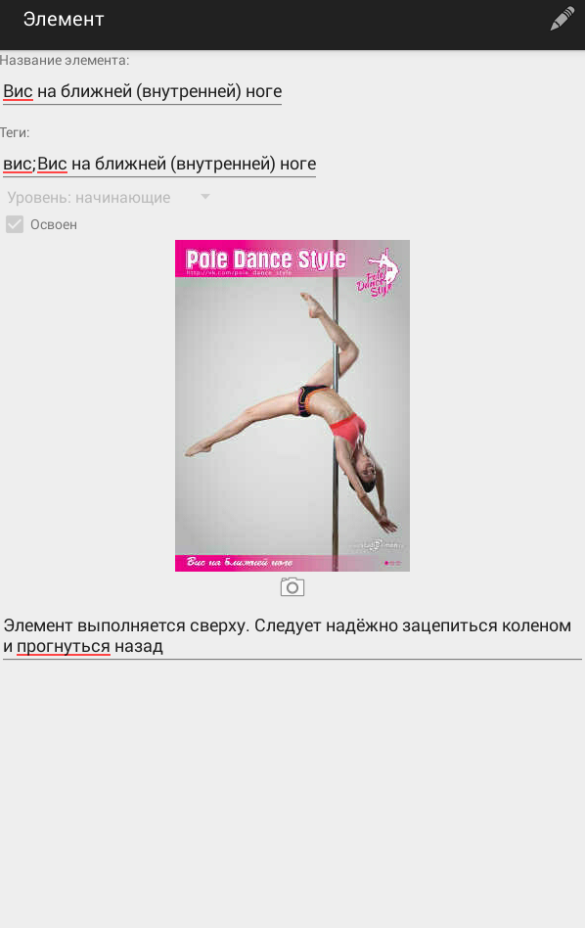 Элемент
Название элемента:
Вис на ближней (внутренней) ноге
Теги:
вис;Вис на ближней (внутренней) ноге
Уровень: начинающие
Освоен
Pole Dance Style
http://vk.com/pole_dance_style
Pole
Dance
Style
Вис на ближней ноге
Элемент выполняется сверху. Следует надёжно зацепиться коленом
и прогнуться назад